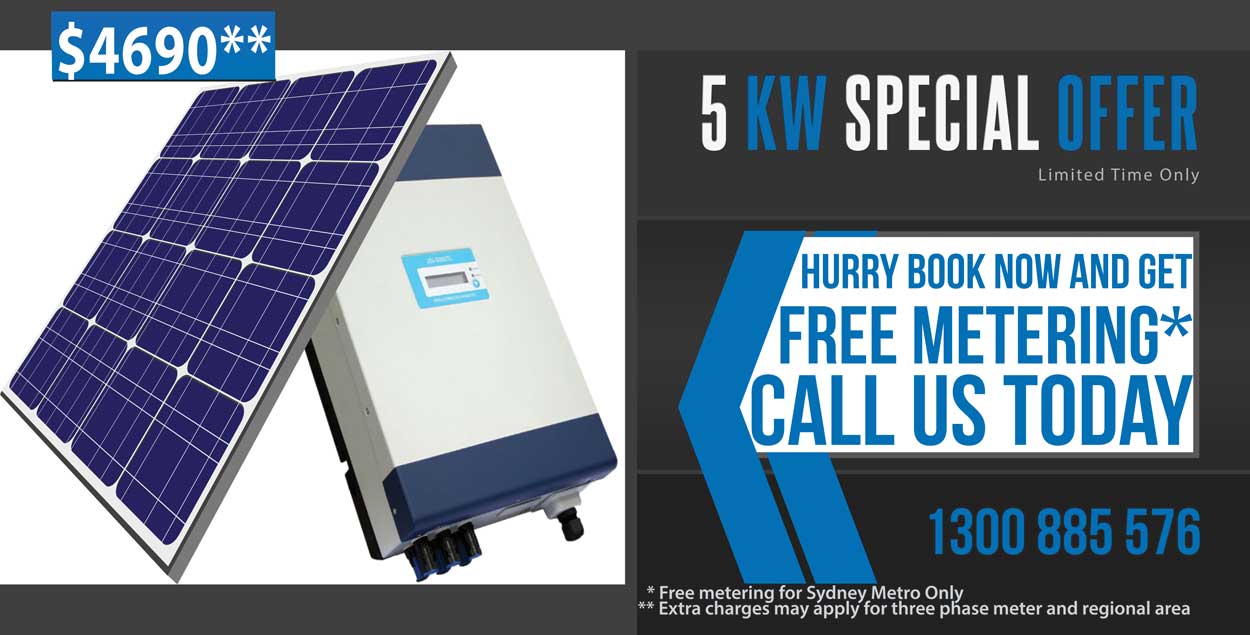 $4690**
5 KW SPECIAL OFFER
Limited Time Only
HURRY BOOK NOW AND GET
FREE METERING*
CALL US TODAY
1300 885 576
* Free metering for Sydney Metro Only
** Extra charges may apply for three phase meter and regional area